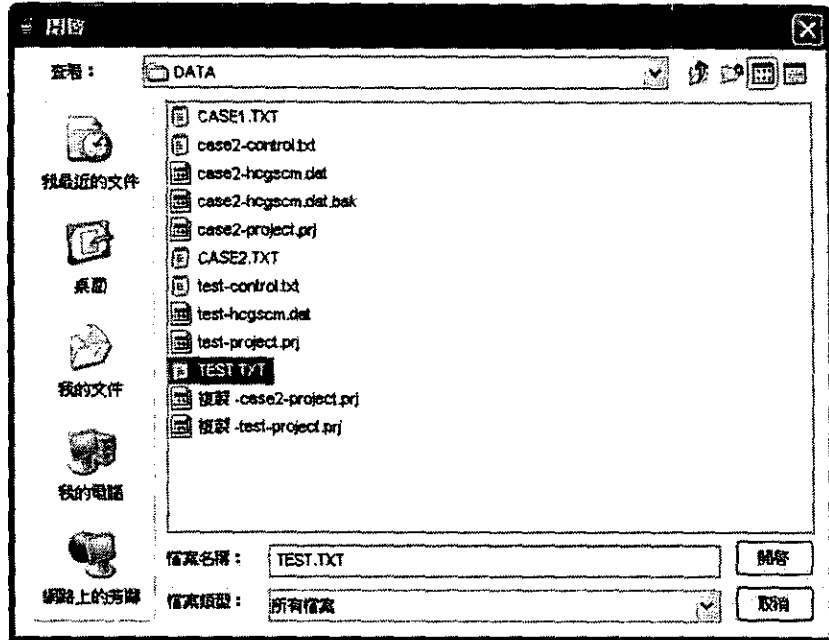 開啟
查看：
DATA
我最近的文件
桌面
我的文件
我的電腦
網路上的芳鄰
CASE1.TXT
case2-control.txt
case2-hcgscm.dat
case2-hcgscm.dat.bak
case2-project.prj
CASE2.TXT
test-control.txt
test-hcgscm.dat
test-project.prj
TEST.TXT
複製 -case2-project.prj
複製 -test-project.prj
檔案名稱：
TEST.TXT
開啓
檔案類型：
所有檔案
取消